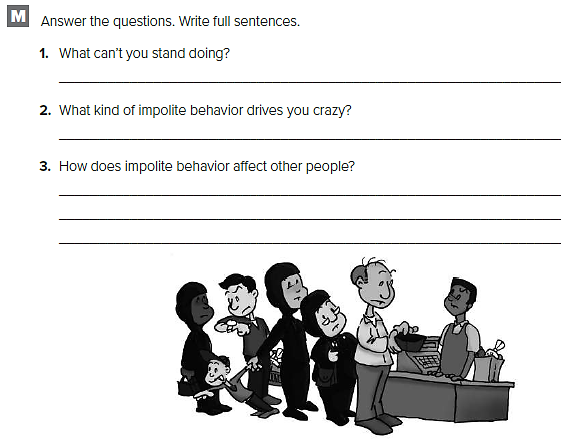 M Answer the questions. Write full sentences.
1. What can't you stand doing?
2. What kind of impolite behavior drives you crazy?
3. How does impolite behavior affect other people?